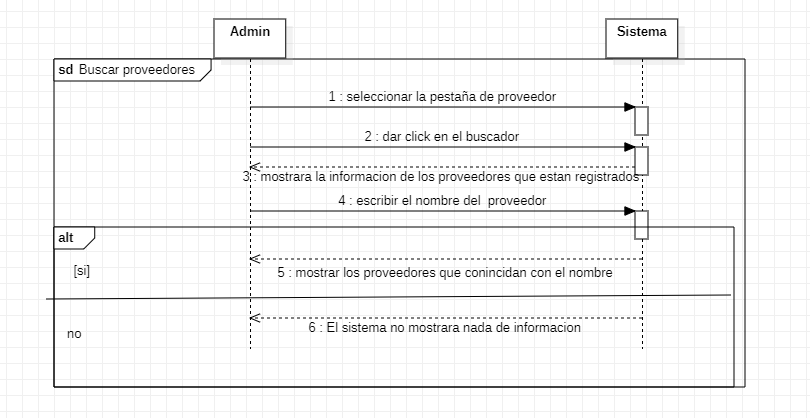 Admin
Sistema
sd Buscar proveedores
1 : seleccionar la pestaña de proveedor
2 : dar click en el buscador
3 : mostrara la informacion de los proveedores que estan registrados
4 : escribir el nombre del proveedor
alt
[si]
5 : mostrar los proveedores que conincidan con el nombre
6 : El sistema no mostrara nada de informacion
no